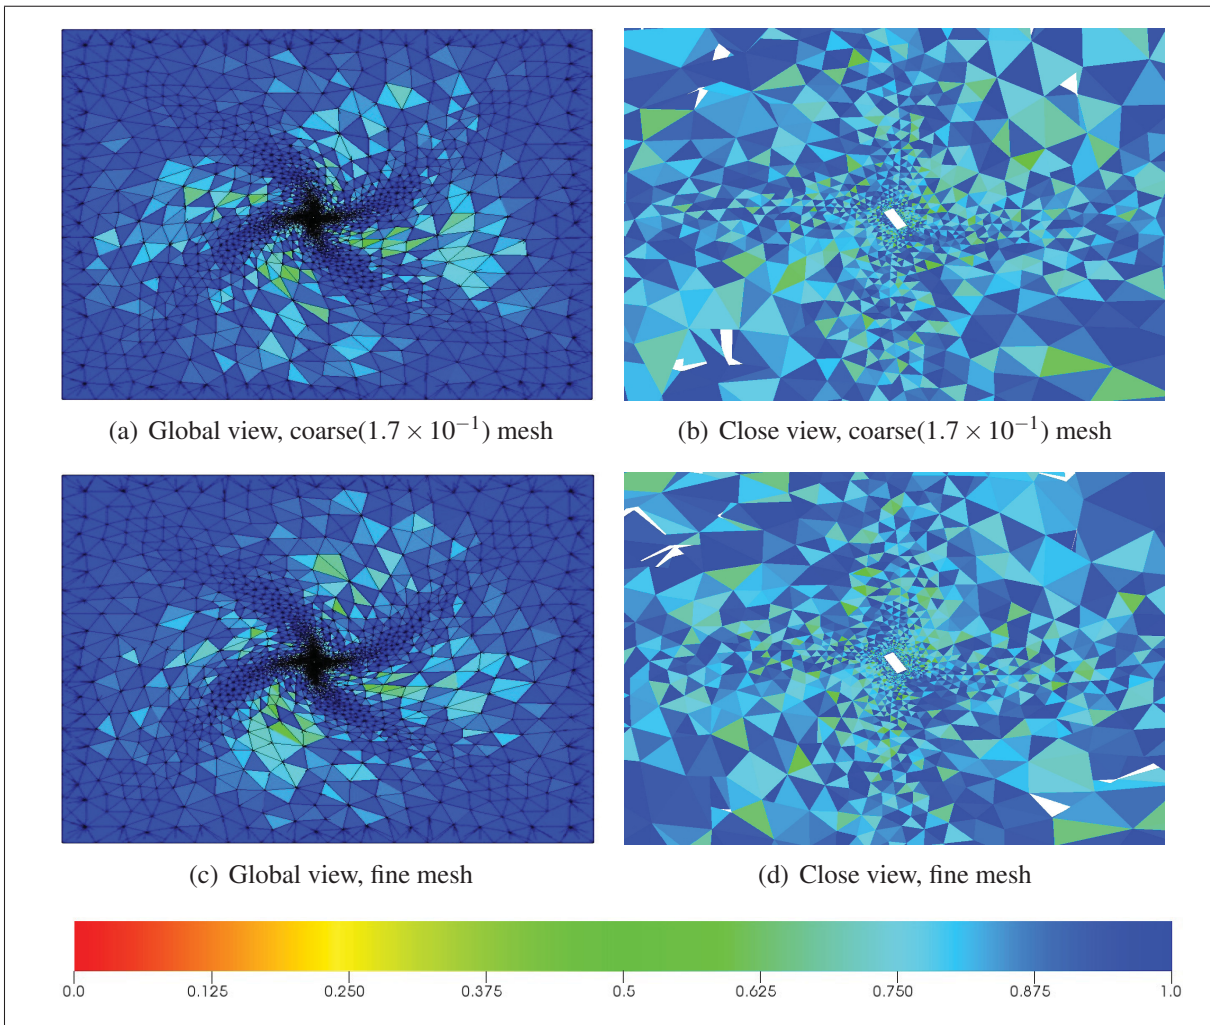 (a) Global view, coarse(1.7 × 10⁻¹) mesh
(b) Close view, coarse(1.7 × 10⁻¹) mesh
(c) Global view, fine mesh
(d) Close view, fine mesh
0.0 0.125 0.250 0.375 0.5 0.625 0.750 0.875 1.0